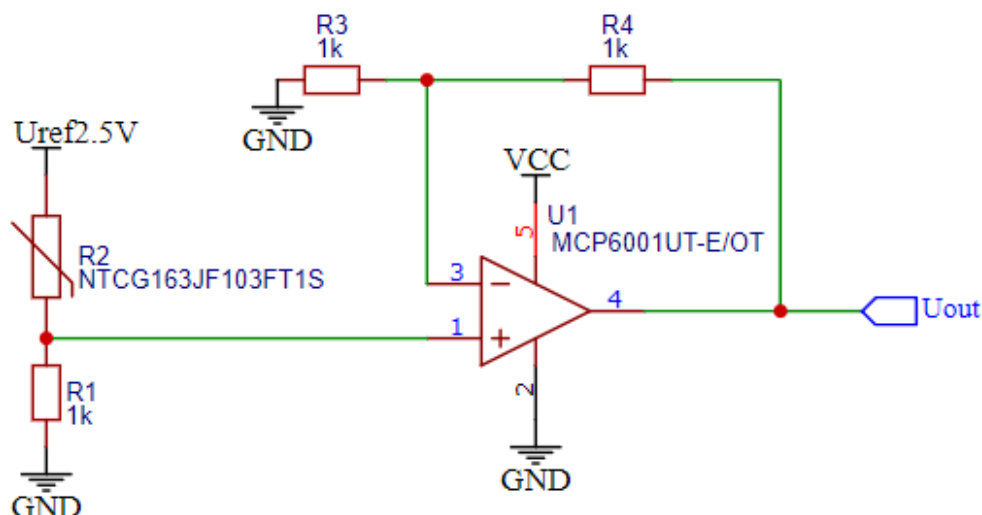 R3
1k
R4
1k
GND
Uref2.5V
VCC
U1
MCP6001UT-E/OT
5
R2
NTCG163JF103FT1S
3
4
Uout
1
R1
1k
2
GND
GND